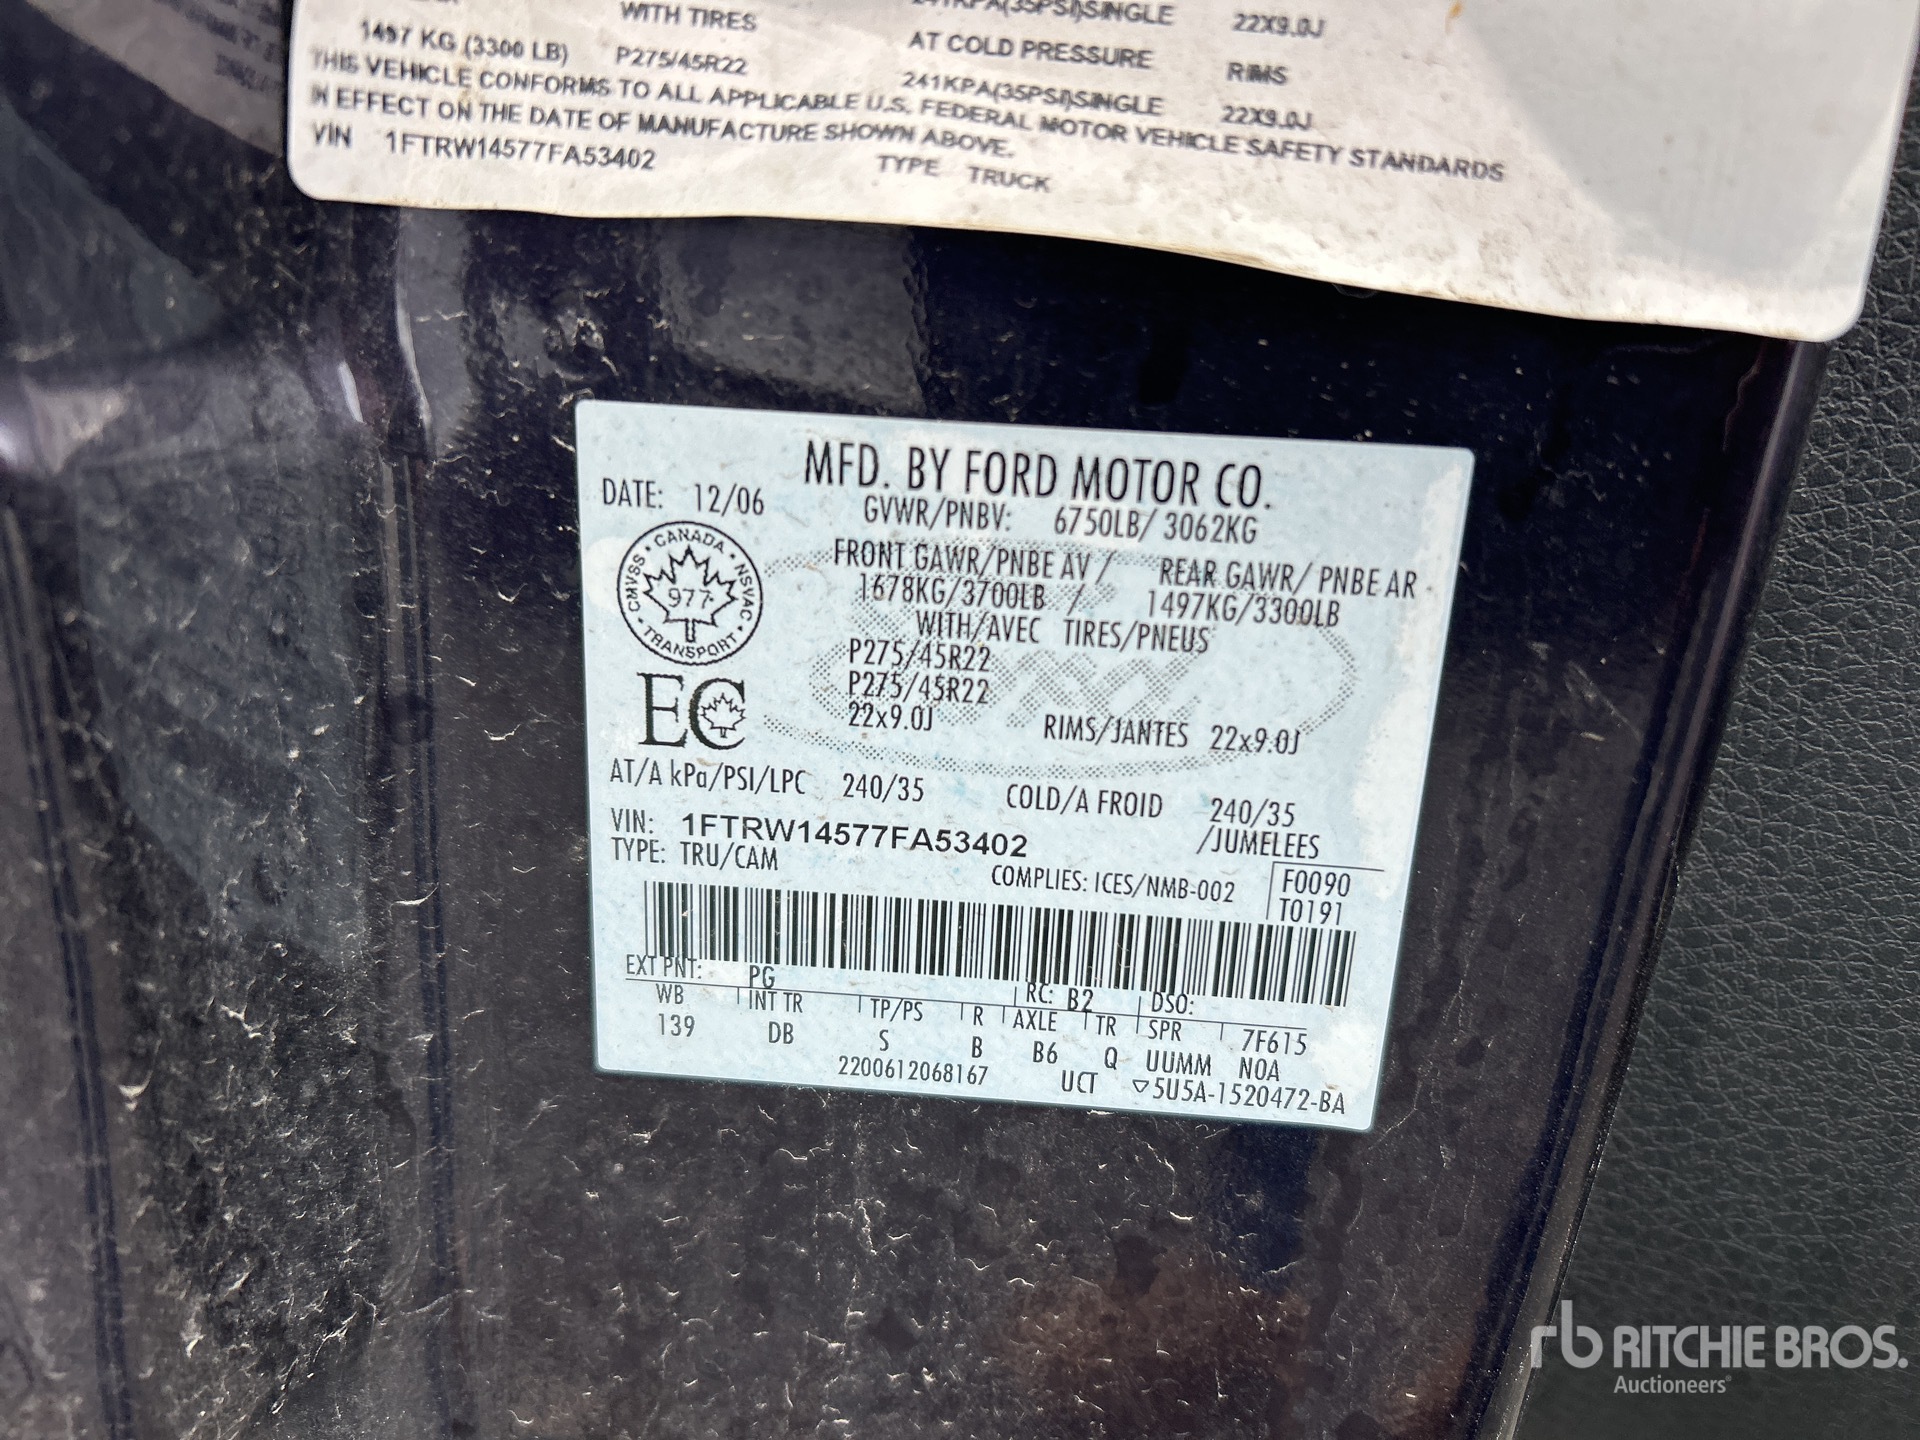 WITH TIRES
241KPA(35PSI)SINGLE
22X9.0J
1497 KG (3300 LB)
P275/45R22
AT COLD PRESSURE
RIMS
241KPA(35PSI)SINGLE
22X9.0J
THIS VEHICLE CONFORMS TO ALL APPLICABLE U.S. FEDERAL MOTOR VEHICLE SAFETY STANDARDS
IN EFFECT ON THE DATE OF MANUFACTURE SHOWN ABOVE.
VIN 1FTRW14577FA53402
TYPE TRUCK
MFD. BY FORD MOTOR CO.
DATE: 12/06
GVWR/PNBV: 6750LB/ 3062KG
FRONT GAWR/PNBE AV / REAR GAWR/ PNBE AR
1678KG/3700LB / 1497KG/3300LB
WITH/AVEC TIRES/PNEUS
P275/45R22
P275/45R22
22x9.0J RIMS/JANTES 22x9.0J
CANADA · NSVAC · TRANSPORT · CMVSS
977
EC
AT/A kPa/PSI/LPC 240/35 COLD/A FROID 240/35
VIN: 1FTRW14577FA53402 /JUMELEES
TYPE: TRU/CAM
COMPLIES: ICES/NMB-002
F0090
T0191
EXT PNT: PG RC: B2 DSO:
WB INT TR TP/PS R AXLE TR SPR 7F615
139 DB S B B6 Q UUMM NOA
2200612068167 UCT ▽5U5A-1520472-BA
rb RITCHIE BROS.
Auctioneers